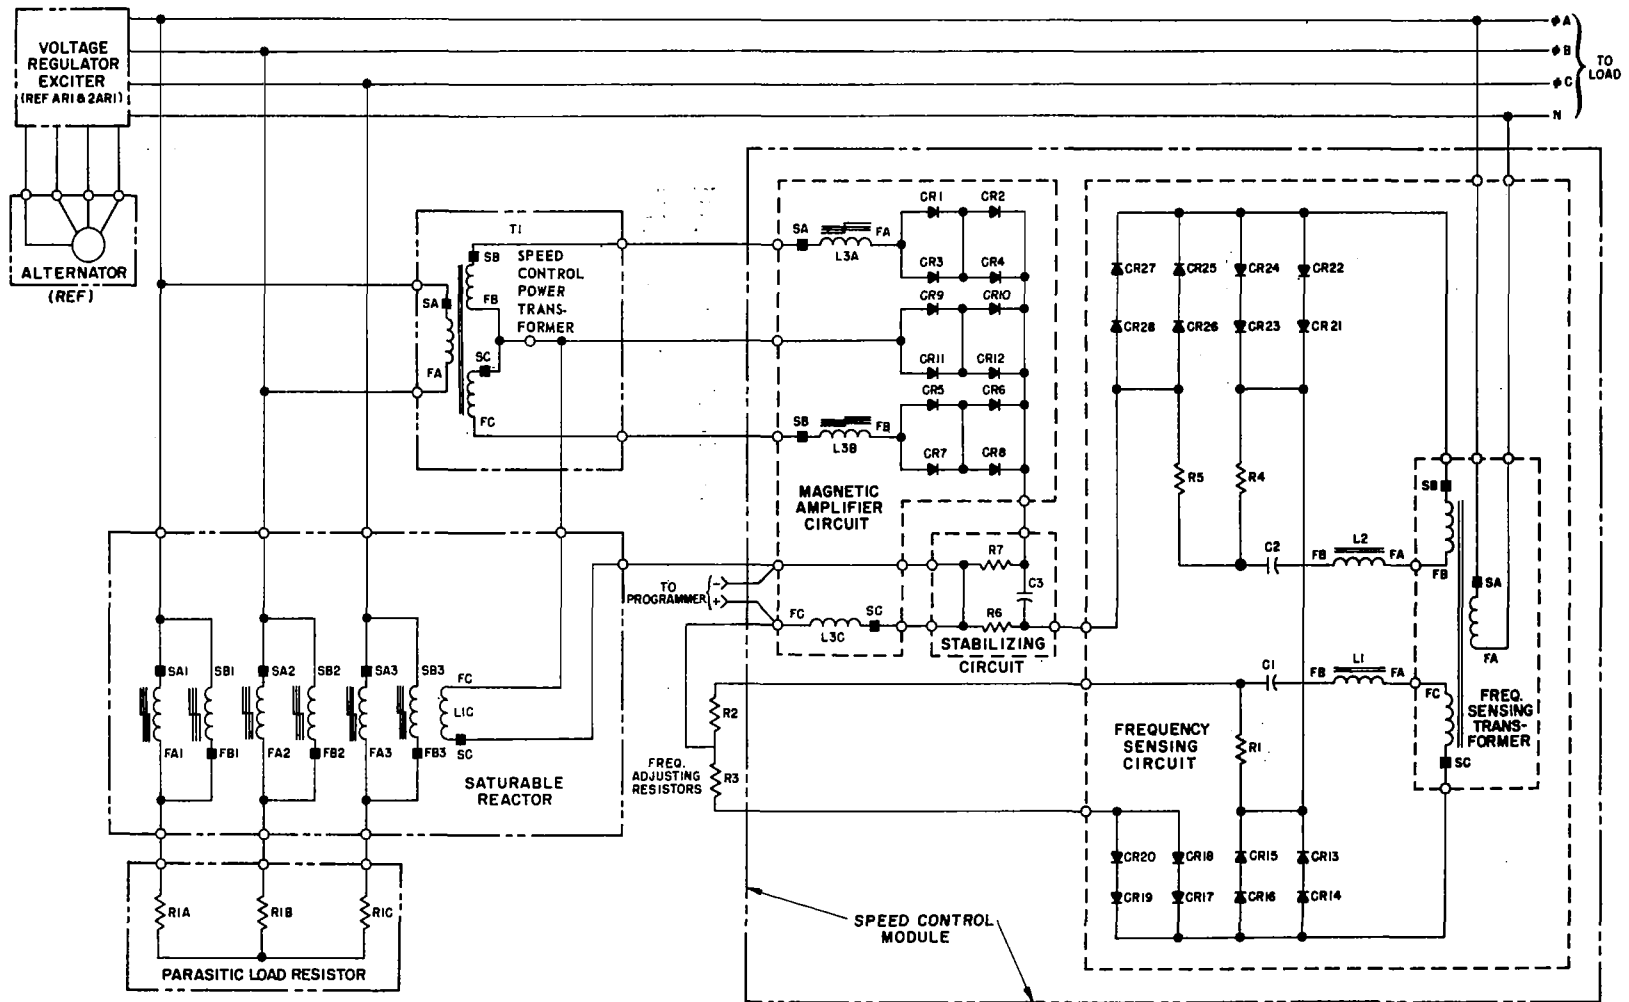 VOLTAGE
REGULATOR
EXCITER
(REF AR1 & 2AR1)
ALTERNATOR
(REF)
ϕA
ϕB
ϕC
N
TO
LOAD
T1
SPEED
CONTROL
POWER
TRANS-
FORMER
SA
FA
SB
FB
SC
FC
SA
L3A
FA
SB
L3B
FB
CR1
CR2
CR3
CR4
CR9
CR10
CR11
CR12
CR5
CR6
CR7
CR8
MAGNETIC
AMPLIFIER
CIRCUIT
TO
PROGRAMMER
(-)
(+)
FC
L3C
SC
R7
C3
R6
STABILIZING
CIRCUIT
CR27
CR25
CR24
CR22
CR28
CR26
CR23
CR21
R5
R4
C2
FB
L2
FA
C1
FB
L1
FA
SB
FB
SA
FA
FC
SC
FREQ.
SENSING
TRANS-
FORMER
FREQUENCY
SENSING
CIRCUIT
R1
R2
R3
FREQ.
ADJUSTING
RESISTORS
CR20
CR18
CR15
CR13
CR19
CR17
CR16
CR14
SPEED CONTROL
MODULE
SA1
SB1
SA2
SB2
SA3
SB3
FC
L1C
SC
FA1
FB1
FA2
FB2
FA3
FB3
SATURABLE
REACTOR
R1A
R1B
R1C
PARASITIC LOAD RESISTOR